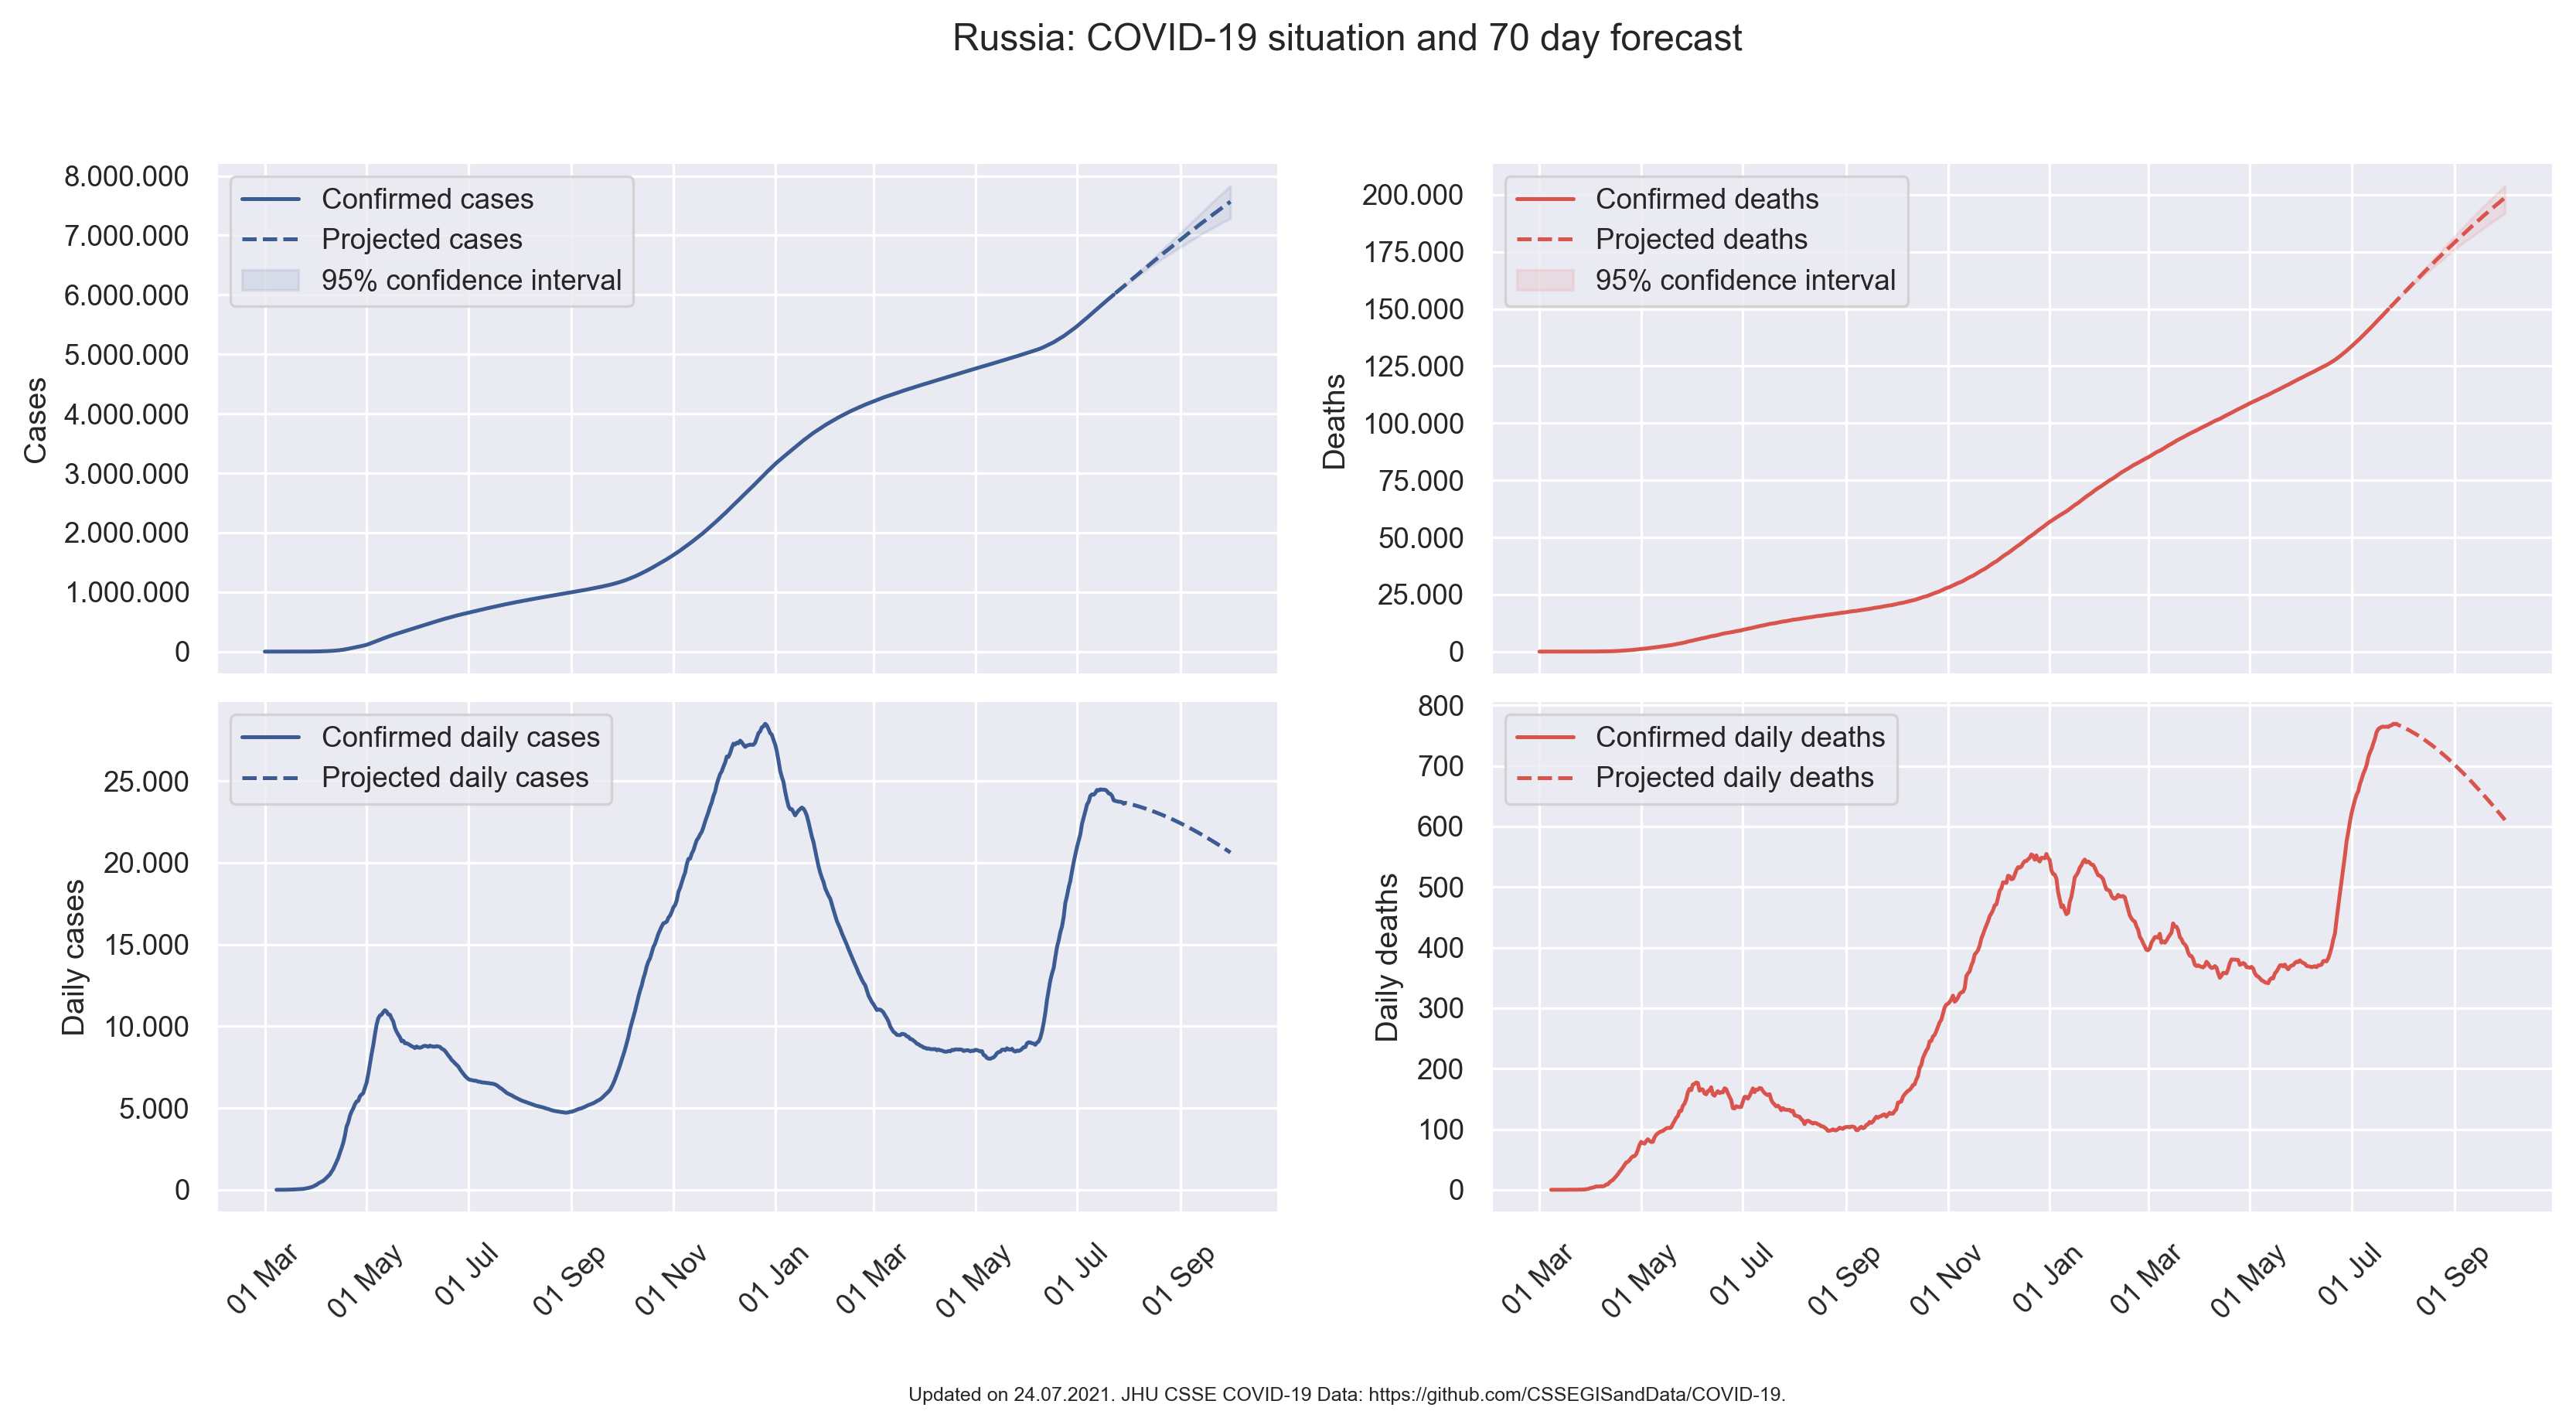 Russia: COVID-19 situation and 70 day forecast
8.000.000
7.000.000
6.000.000
5.000.000
4.000.000
3.000.000
2.000.000
1.000.000
0
Cases
Confirmed cases
Projected cases
95% confidence interval
200.000
175.000
150.000
125.000
100.000
75.000
50.000
25.000
0
Deaths
Confirmed deaths
Projected deaths
95% confidence interval
25.000
20.000
15.000
10.000
5.000
0
Daily cases
Confirmed daily cases
Projected daily cases
01 Mar
01 May
01 Jul
01 Sep
01 Nov
01 Jan
01 Mar
01 May
01 Jul
01 Sep
800
700
600
500
400
300
200
100
0
Daily deaths
Confirmed daily deaths
Projected daily deaths
01 Mar
01 May
01 Jul
01 Sep
01 Nov
01 Jan
01 Mar
01 May
01 Jul
01 Sep
Updated on 24.07.2021. JHU CSSE COVID-19 Data: https://github.com/CSSEGISandData/COVID-19.